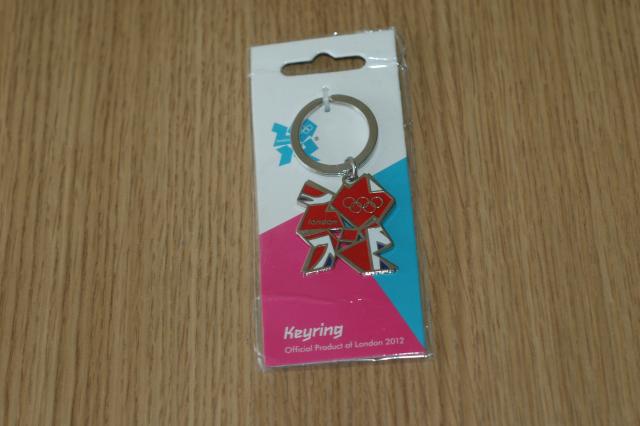 london
Keyring
Official Product of London 2012